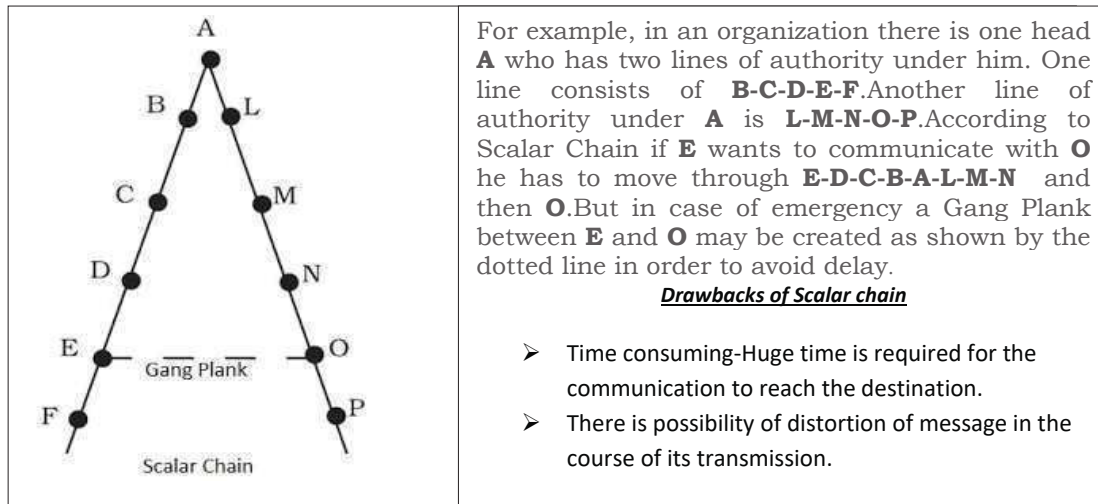 A
B
L
C
M
D
N
E
O
Gang Plank
F
P
Scalar Chain
For example, in an organization there is one head
A who has two lines of authority under him. One
line consists of B-C-D-E-F.Another line of
authority under A is L-M-N-O-P.According to
Scalar Chain if E wants to communicate with O
he has to move through E-D-C-B-A-L-M-N and
then O.But in case of emergency a Gang Plank
between E and O may be created as shown by the
dotted line in order to avoid delay.
Drawbacks of Scalar chain
➢ Time consuming-Huge time is required for the
communication to reach the destination.
➢ There is possibility of distortion of message in the
course of its transmission.